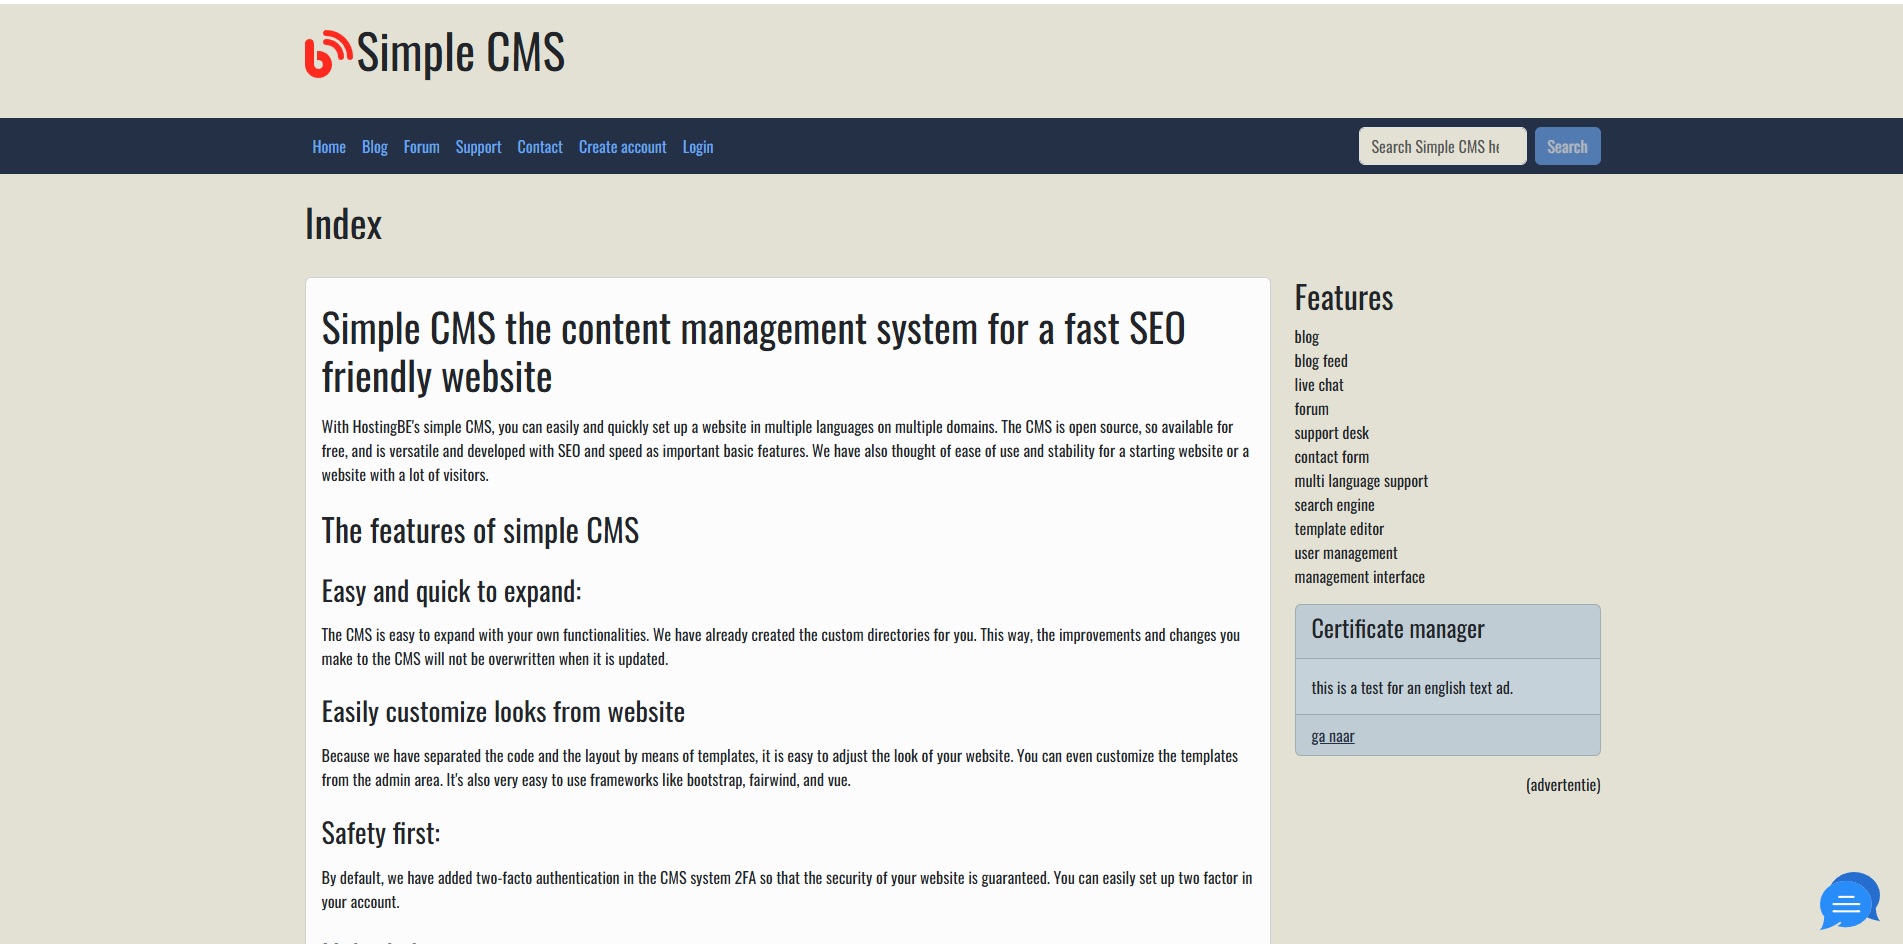 Simple CMS
Home Blog Forum Support Contact Create account Login
Search Simple CMS he
Search
Index
Simple CMS the content management system for a fast SEO
friendly website
With HostingBE's simple CMS, you can easily and quickly set up a website in multiple languages on multiple domains. The CMS is open source, so available for
free, and is versatile and developed with SEO and speed as important basic features. We have also thought of ease of use and stability for a starting website or a
website with a lot of visitors.
The features of simple CMS
Easy and quick to expand:
The CMS is easy to expand with your own functionalities. We have already created the custom directories for you. This way, the improvements and changes you
make to the CMS will not be overwritten when it is updated.
Easily customize looks from website
Because we have separated the code and the layout by means of templates, it is easy to adjust the look of your website. You can even customize the templates
from the admin area. It's also very easy to use frameworks like bootstrap, fairwind, and vue.
Safety first:
By default, we have added two-facto authentication in the CMS system 2FA so that the security of your website is guaranteed. You can easily set up two factor in
your account.
Features
blog
blog feed
live chat
forum
support desk
contact form
multi language support
search engine
template editor
user management
management interface
Certificate manager
this is a test for an english text ad.
ga naar
(advertentie)